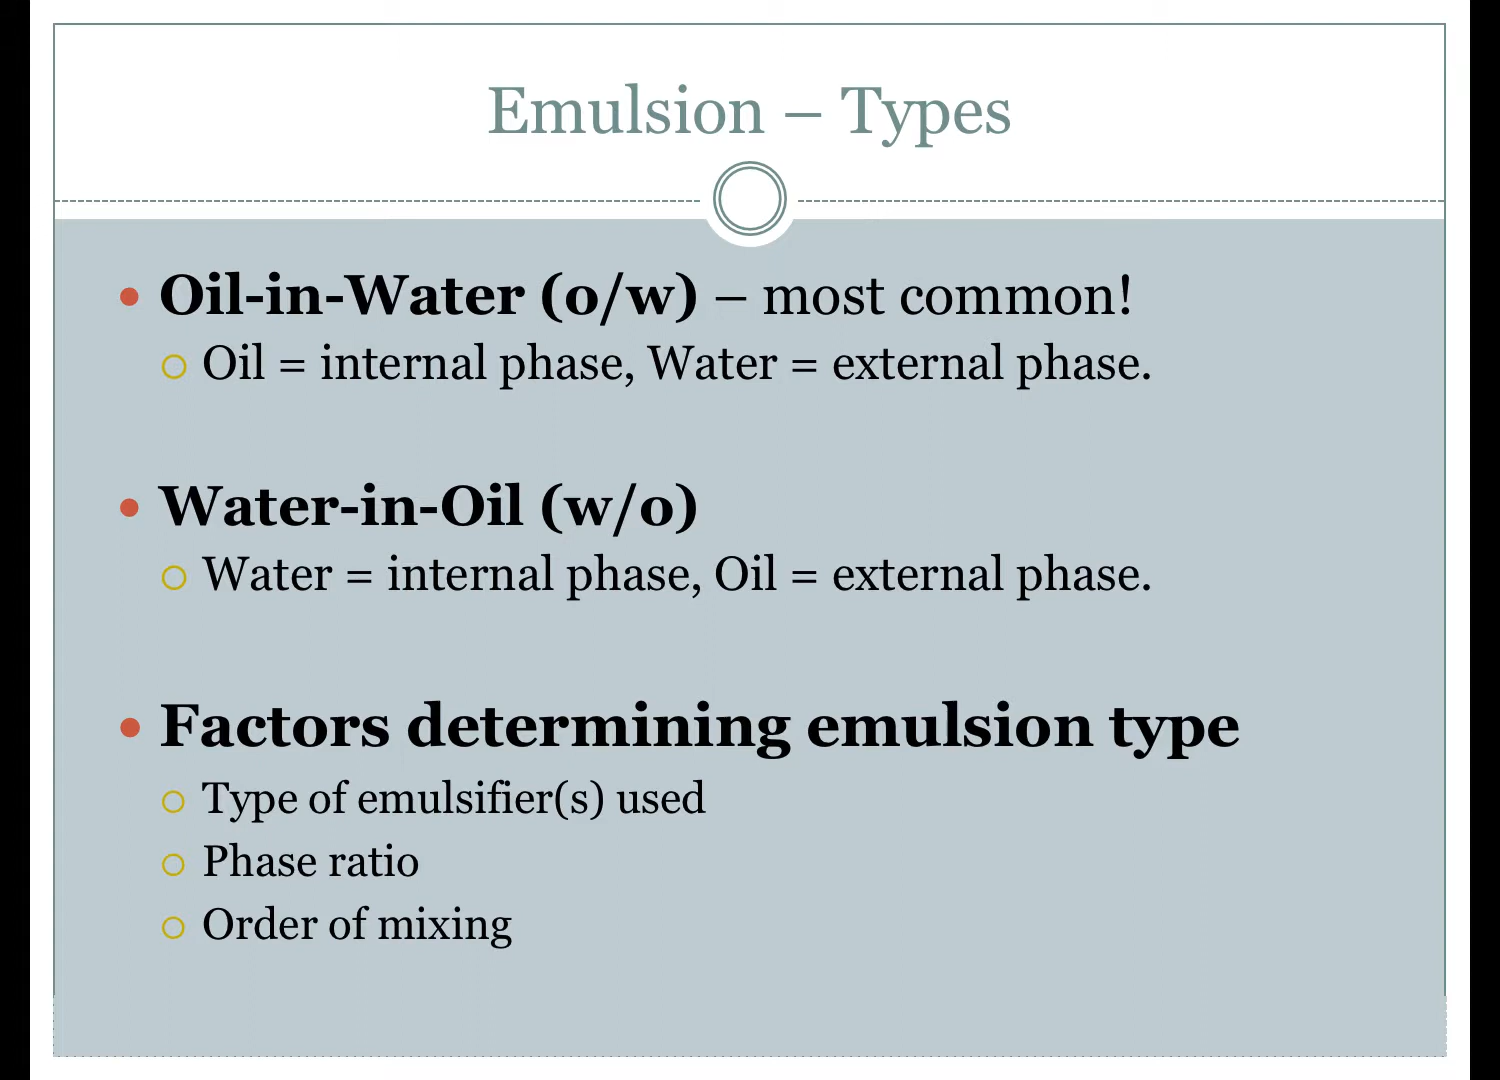 Emulsion – Types
Oil-in-Water (o/w) – most common!
Oil = internal phase, Water = external phase.
Water-in-Oil (w/o)
Water = internal phase, Oil = external phase.
Factors determining emulsion type
Type of emulsifier(s) used
Phase ratio
Order of mixing